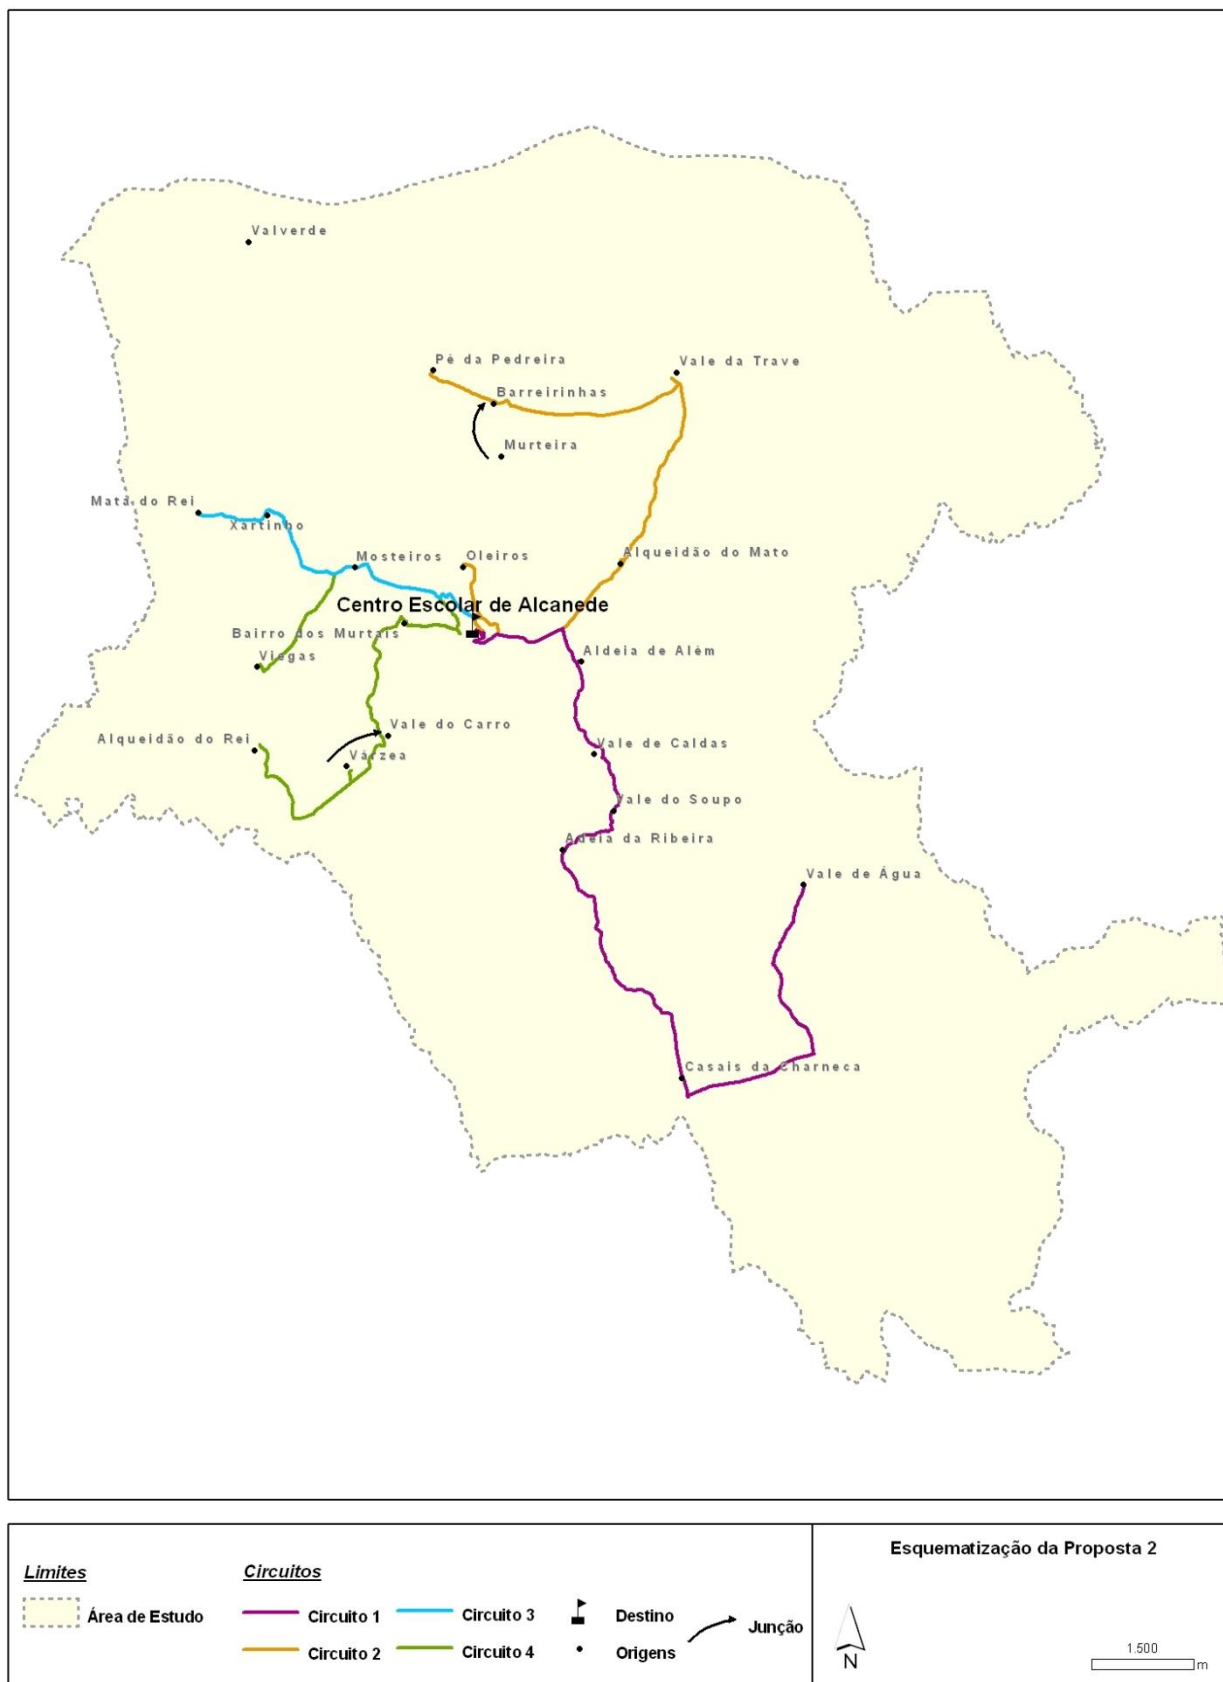 Valverde
Pé da Pedreira
Vale da Trave
Barreirinhas
Murteira
Mata do Rei
Xartinho
Mosteiros
Oleiros
Alqueidão do Mato
Centro Escolar de Alcanede
Bairro dos Murtais
Viegas
Aldeia de Além
Alqueidão do Rei
Vale do Carro
Várzea
Vale de Caldas
Vale do Soupo
Adeia da Ribeira
Vale de Água
Casais da Charneca
Limites
Área de Estudo
Circuitos
Circuito 1
Circuito 2
Circuito 3
Circuito 4
Destino
Origens
Junção
Esquematização da Proposta 2
N
1.500
m